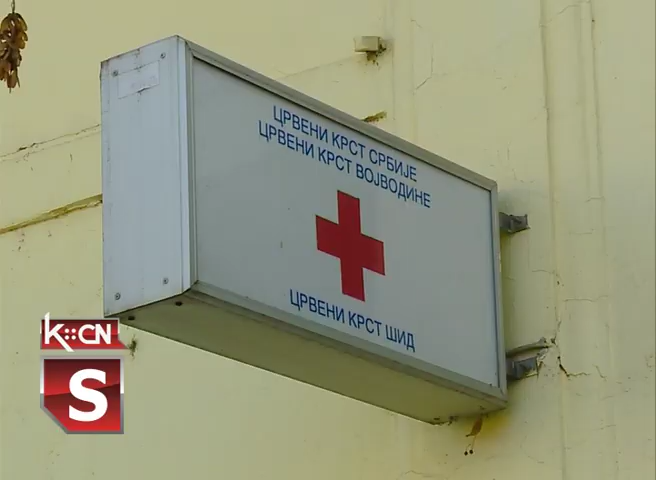 ЦРВЕНИ КРСТ СРБИЈЕ
ЦРВЕНИ КРСТ ВОЈВОДИНЕ
ЦРВЕНИ КРСТ ШИД
K::CN
S